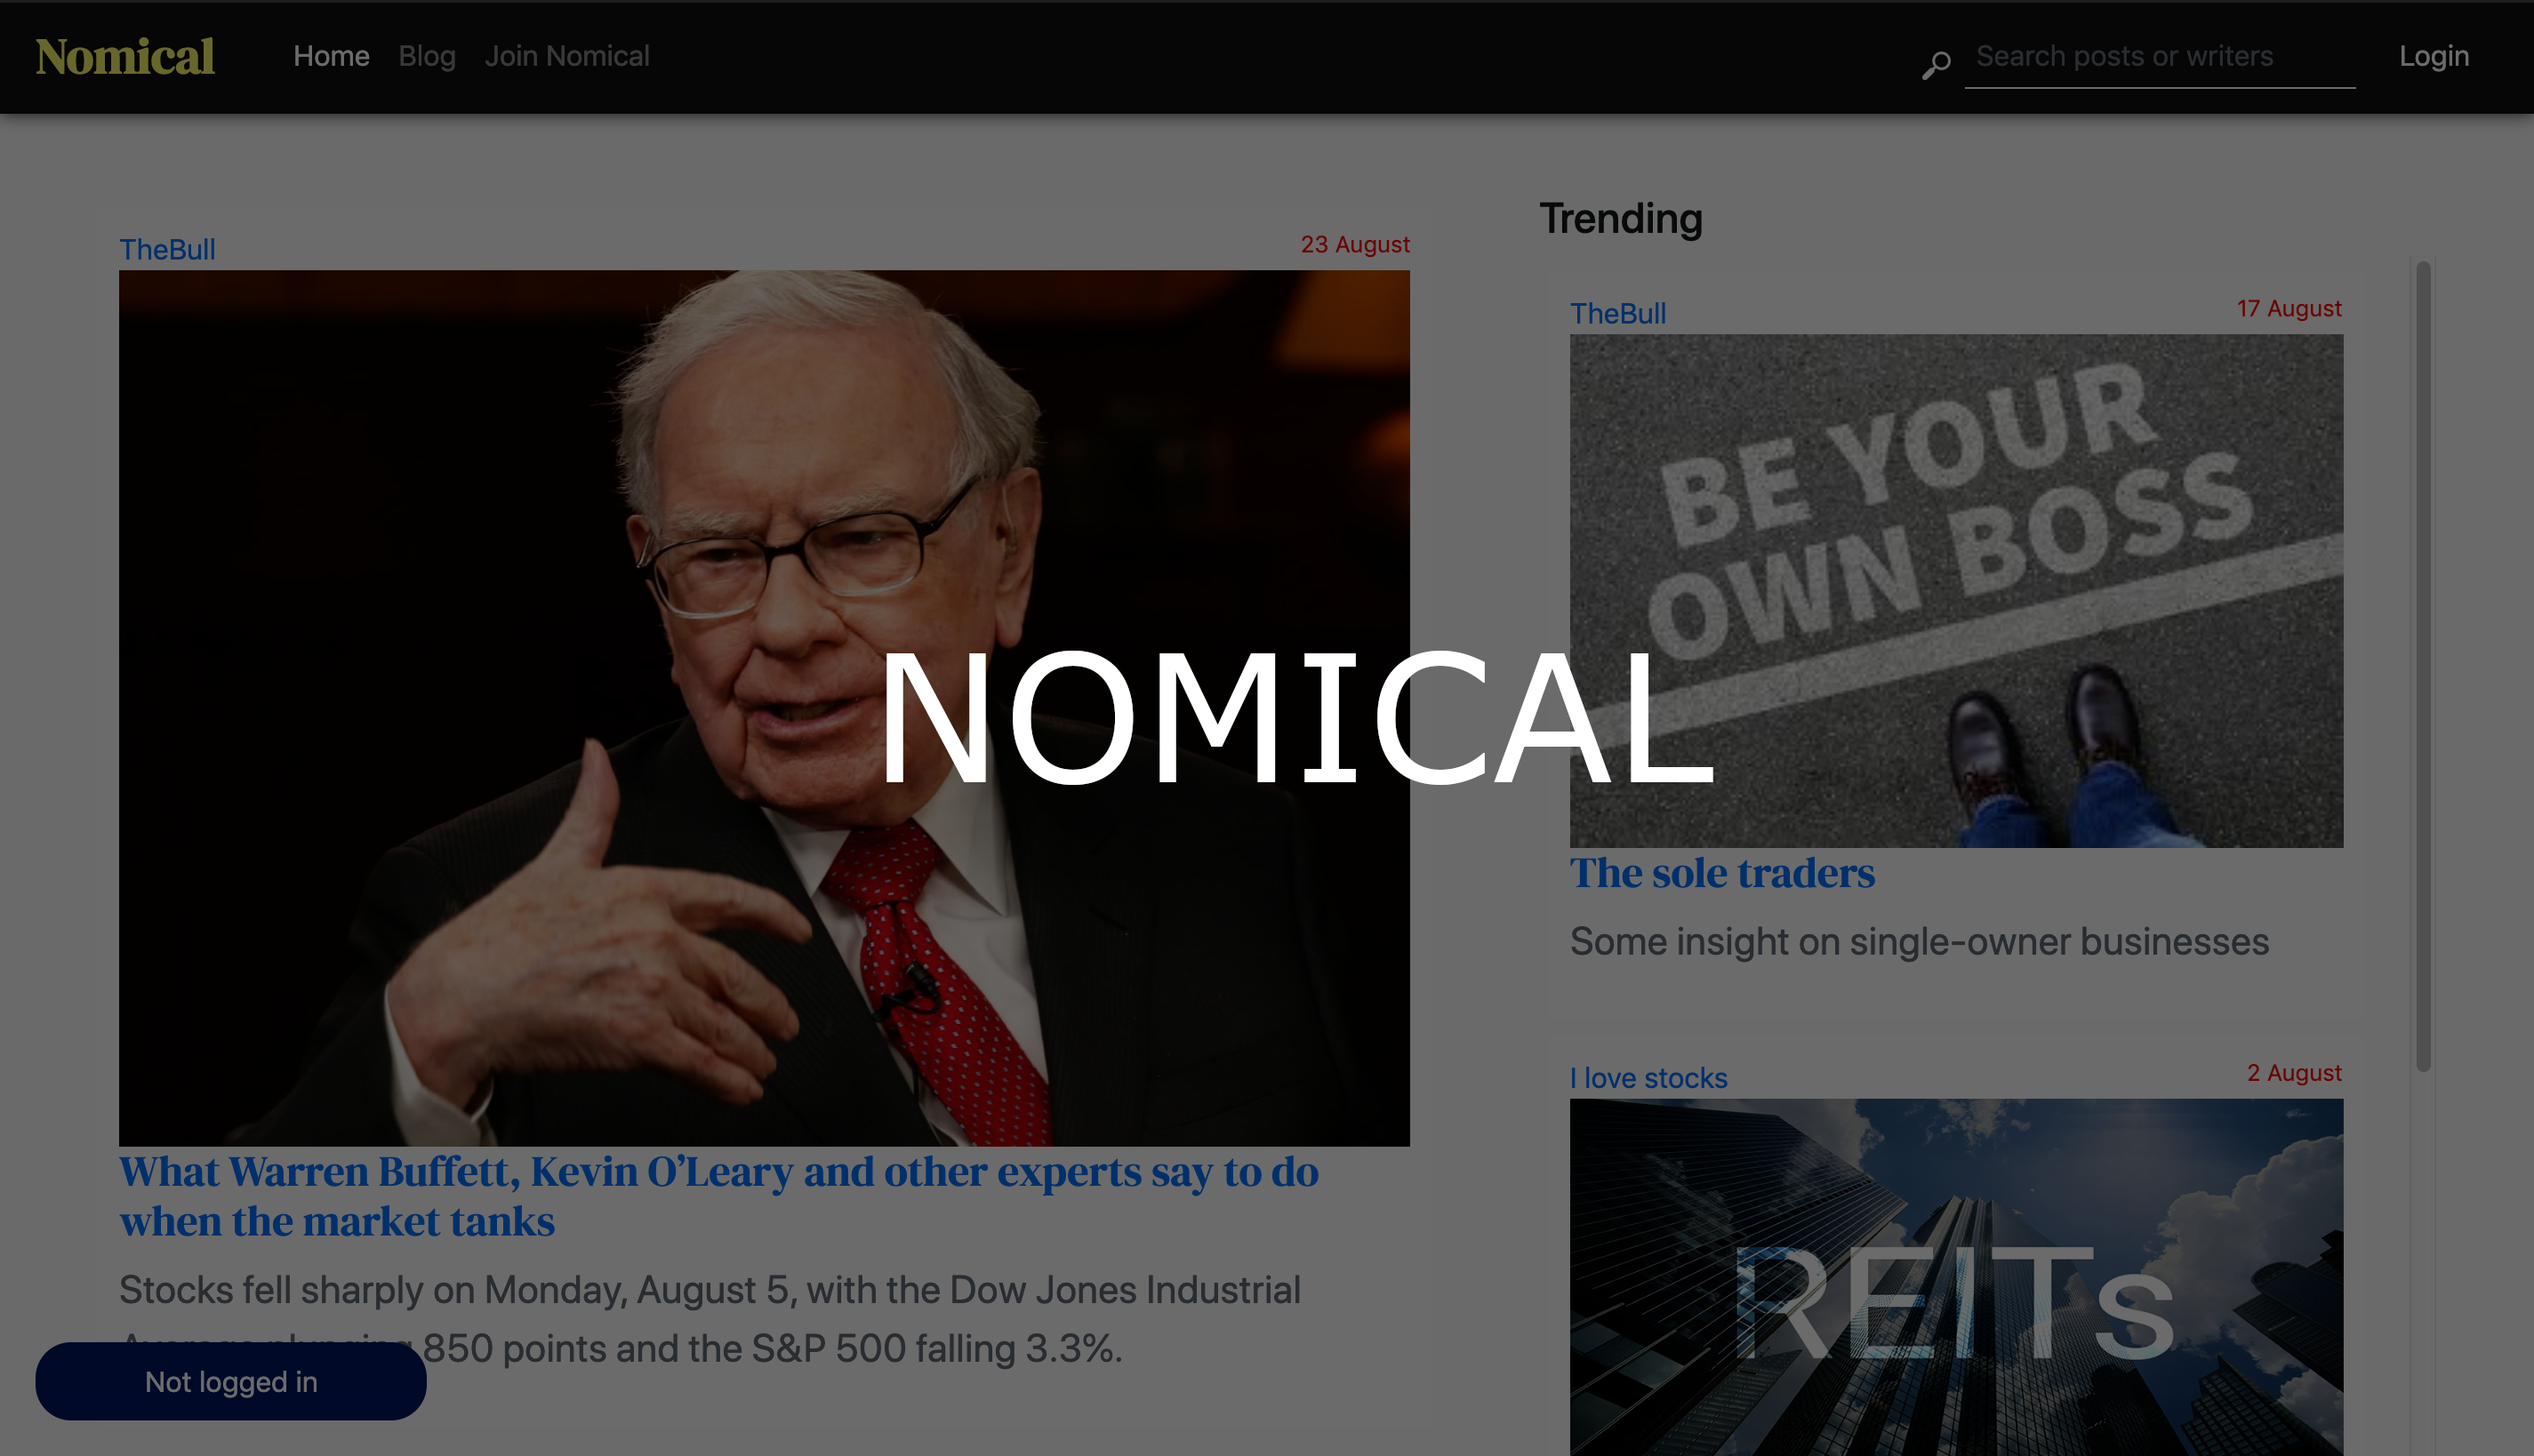 Nomical
Home Blog Join Nomical
Search posts or writers
Login
TheBull
23 August
What Warren Buffett, Kevin O’Leary and other experts say to do
when the market tanks
Stocks fell sharply on Monday, August 5, with the Dow Jones Industrial
Average plunging 850 points and the S&P 500 falling 3.3%.
Not logged in
NOMICAL
Trending
TheBull
17 August
BE YOUR
OWN BOSS
The sole traders
Some insight on single-owner businesses
I love stocks
2 August
REITs